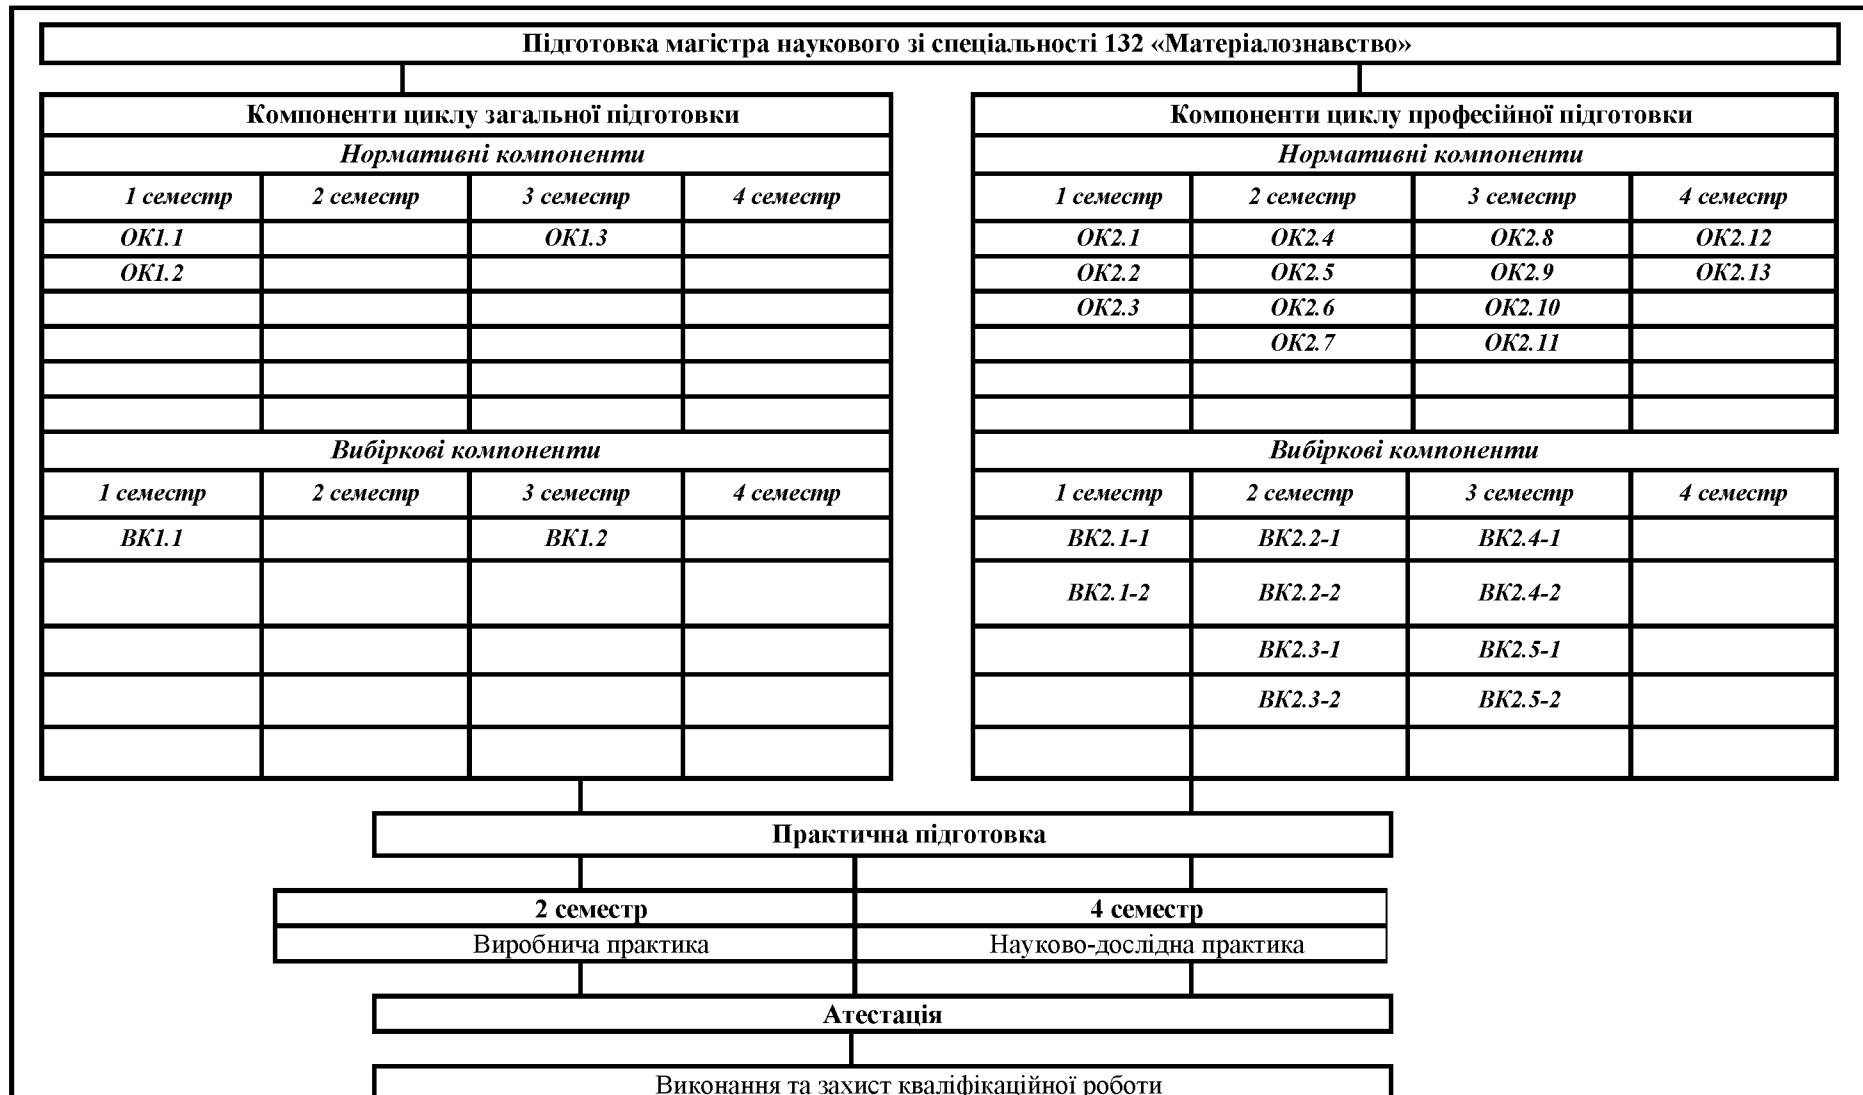 Підготовка магістра наукового зі спеціальності 132 «Матеріалознавство»
Компоненти циклу загальної підготовки
Нормативні компоненти
1 семестр 2 семестр 3 семестр 4 семестр
ОК1.1 ОК1.3
ОК1.2
Вибіркові компоненти
1 семестр 2 семестр 3 семестр 4 семестр
ВК1.1 ВК1.2
Компоненти циклу професійної підготовки
Нормативні компоненти
1 семестр 2 семестр 3 семестр 4 семестр
ОК2.1 ОК2.4 ОК2.8 ОК2.12
ОК2.2 ОК2.5 ОК2.9 ОК2.13
ОК2.3 ОК2.6 ОК2.10
ОК2.7 ОК2.11
Вибіркові компоненти
1 семестр 2 семестр 3 семестр 4 семестр
ВК2.1-1 ВК2.2-1 ВК2.4-1
ВК2.1-2 ВК2.2-2 ВК2.4-2
ВК2.3-1 ВК2.5-1
ВК2.3-2 ВК2.5-2
Практична підготовка
2 семестр 4 семестр
Виробнича практика Науково-дослідна практика
Атестація
Виконання та захист кваліфікаційної роботи